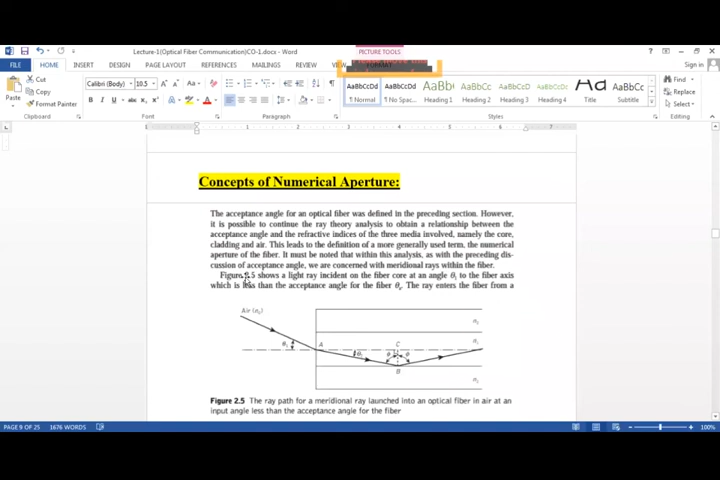 Lecture-1(Optical Fiber Communication)CO-1.docx - Word
PICTURE TOOLS
Sign in
FILE HOME INSERT DESIGN PAGE LAYOUT REFERENCES MAILINGS REVIEW VIEW
Cut
Copy
Format Painter
Paste
Calibri (Body) 10.5
B I U abc
AaBbCcDd AaBbCcDd AaBbC AaBbCc AaBbCcD AaBbCcD Aa AaBbCc
¶ Normal ¶ No Spac... Heading 1 Heading 2 Heading 3 Heading 4 Title Subtitle
Find
Replace
Select
Clipboard Font Paragraph Styles Editing
Concepts of Numerical Aperture:
The acceptance angle for an optical fiber was defined in the preceding section. However,
it is possible to continue the ray theory analysis to obtain a relationship between the
acceptance angle and the refractive indices of the three media involved, namely the core,
cladding and air. This leads to the definition of a more generally used term, the numerical
aperture of the fiber. It must be noted that within this analysis, as with the preceding dis-
cussion of acceptance angle, we are concerned with meridional rays within the fiber.
Figure 2.5 shows a light ray incident on the fiber core at an angle θ₁ to the fiber axis
which is less than the acceptance angle for the fiber θₐ. The ray enters the fiber from a
Air (n₀)
n₂
A
C
n₁
θ₁
θ₂
ϕ ϕ
B
n₂
Figure 2.5 The ray path for a meridional ray launched into an optical fiber in air at an
input angle less than the acceptance angle for the fiber
PAGE 9 OF 25 1676 WORDS 100%